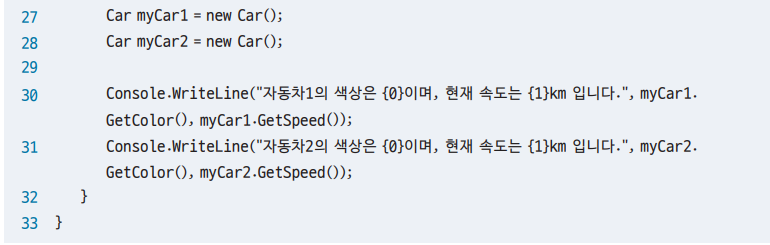 27 Car myCar1 = new Car();
28 Car myCar2 = new Car();
29
30 Console.WriteLine("자동차1의 색상은 {0}이며, 현재 속도는 {1}km 입니다.", myCar1.
GetColor(), myCar1.GetSpeed());
31 Console.WriteLine("자동차2의 색상은 {0}이며, 현재 속도는 {1}km 입니다.", myCar2.
GetColor(), myCar2.GetSpeed());
32 }
33 }